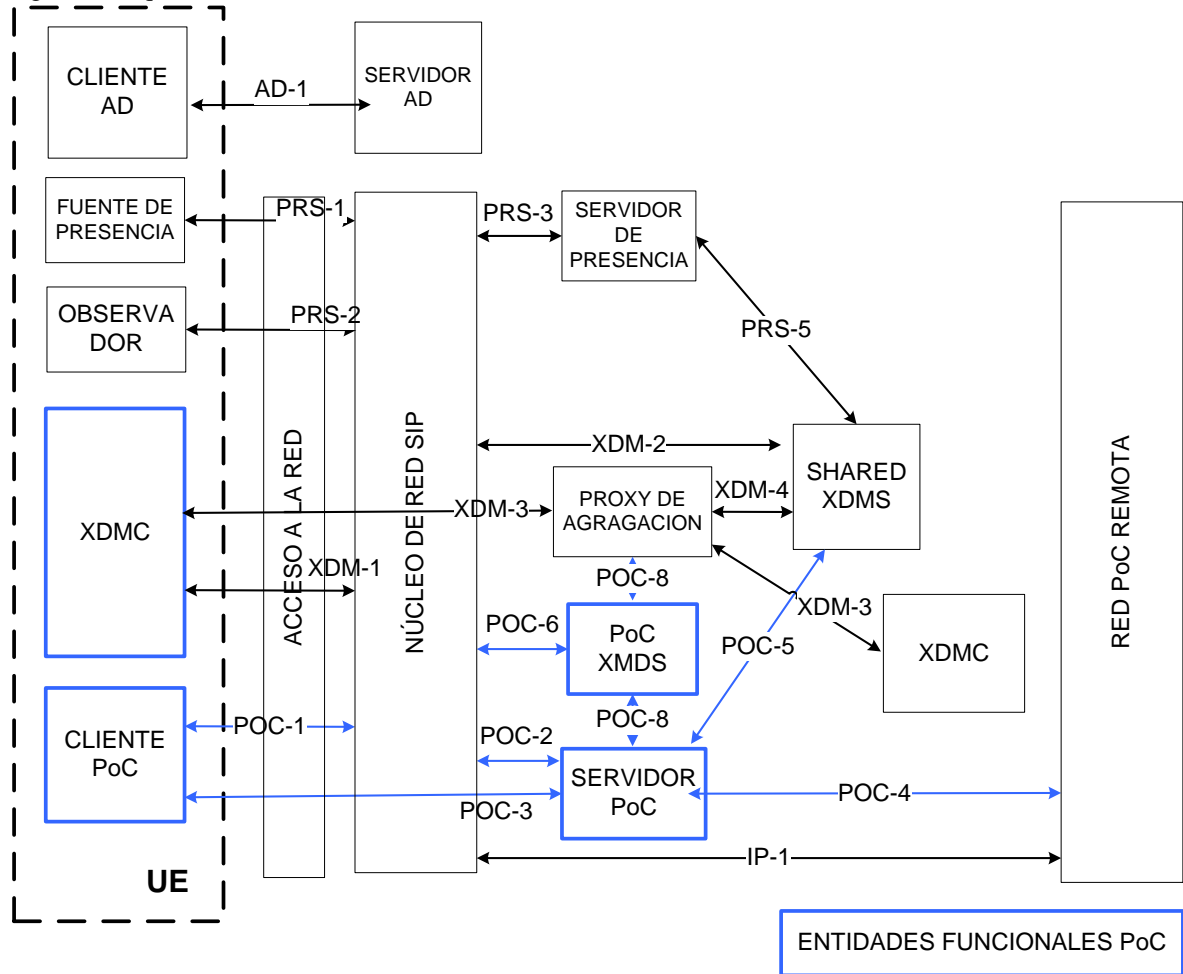 CLIENTE
AD
AD-1
SERVIDOR
AD
FUENTE DE
PRESENCIA
PRS-1
PRS-3
SERVIDOR
DE
PRESENCIA
OBSERVA
DOR
PRS-2
PRS-5
ACCESO A LA RED
NÚCLEO DE RED SIP
RED PoC REMOTA
XDM-2
SHARED
XDMS
XDMC
XDM-3
PROXY DE
AGRAGACION
XDM-4
XDM-1
POC-8
XDM-3
POC-6
PoC
XMDS
POC-5
XDMC
CLIENTE
PoC
POC-1
POC-8
POC-2
SERVIDOR
PoC
POC-3
POC-4
IP-1
UE
ENTIDADES FUNCIONALES PoC